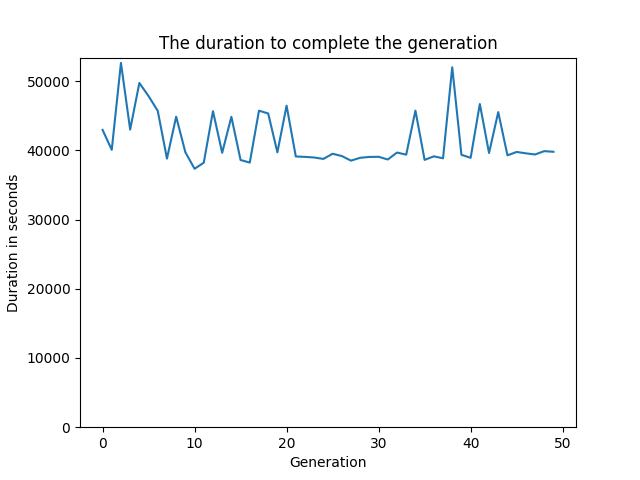 The duration to complete the generation
50000
40000
30000
20000
10000
0
Duration in seconds
0 10 20 30 40 50
Generation